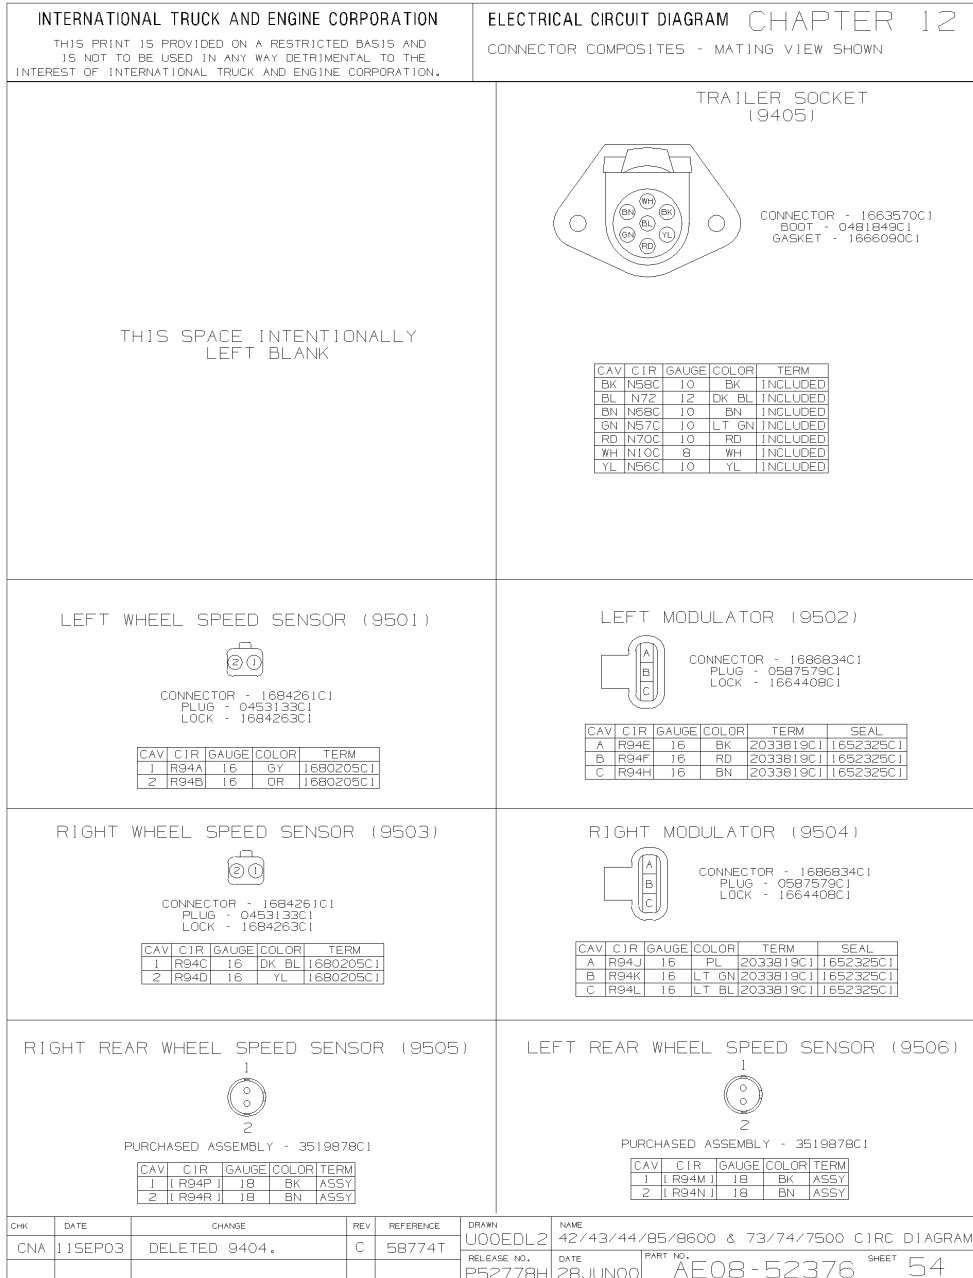 INTERNATIONAL TRUCK AND ENGINE CORPORATION
THIS PRINT IS PROVIDED ON A RESTRICTED BASIS AND
IS NOT TO BE USED IN ANY WAY DETRIMENTAL TO THE
INTEREST OF INTERNATIONAL TRUCK AND ENGINE CORPORATION.
ELECTRICAL CIRCUIT DIAGRAM CHAPTER 12
CONNECTOR COMPOSITES - MATING VIEW SHOWN
THIS SPACE INTENTIONALLY
LEFT BLANK
TRAILER SOCKET
(9405)
WH
BN BK
BL
GN YL
RD
CONNECTOR - 1663570C1
BOOT - 0481849C1
GASKET - 1666090C1
CAV CIR GAUGE COLOR TERM
BK N58C 10 BK INCLUDED
BL N72 12 DK BL INCLUDED
BN N68C 10 BN INCLUDED
GN N57C 10 LT GN INCLUDED
RD N70C 10 RD INCLUDED
WH N10C 8 WH INCLUDED
YL N56C 10 YL INCLUDED
LEFT WHEEL SPEED SENSOR (9501)
2 1
CONNECTOR - 1684261C1
PLUG - 0453133C1
LOCK - 1684263C1
CAV CIR GAUGE COLOR TERM
1 R94A 16 GY 1680205C1
2 R94B 16 OR 1680205C1
LEFT MODULATOR (9502)
A
B
C
CONNECTOR - 1686834C1
PLUG - 0587579C1
LOCK - 1664408C1
CAV CIR GAUGE COLOR TERM SEAL
A R94E 16 BK 2033819C1 1652325C1
B R94F 16 RD 2033819C1 1652325C1
C R94H 16 BN 2033819C1 1652325C1
RIGHT WHEEL SPEED SENSOR (9503)
2 1
CONNECTOR - 1684261C1
PLUG - 0453133C1
LOCK - 1684263C1
CAV CIR GAUGE COLOR TERM
1 R94C 16 DK BL 1680205C1
2 R94D 16 YL 1680205C1
RIGHT MODULATOR (9504)
A
B
C
CONNECTOR - 1686834C1
PLUG - 0587579C1
LOCK - 1664408C1
CAV CIR GAUGE COLOR TERM SEAL
A R94J 16 PL 2033819C1 1652325C1
B R94K 16 LT GN 2033819C1 1652325C1
C R94L 16 LT BL 2033819C1 1652325C1
RIGHT REAR WHEEL SPEED SENSOR (9505)
1
2
PURCHASED ASSEMBLY - 3519878C1
CAV CIR GAUGE COLOR TERM
1 (R94P) 18 BK ASSY
2 (R94R) 18 BN ASSY
LEFT REAR WHEEL SPEED SENSOR (9506)
1
2
PURCHASED ASSEMBLY - 3519878C1
CAV CIR GAUGE COLOR TERM
1 (R94M) 18 BK ASSY
2 (R94N) 18 BN ASSY
CHK DATE CHANGE REV REFERENCE
CNA 11SEP03 DELETED 9404. C 58774T
DRAWN NAME
U00EDL2 42/43/44/85/8600 & 73/74/7500 CIRC DIAGRAM
RELEASE NO. DATE PART NO. SHEET
P52778H 28JUN00 AE08-52376 54